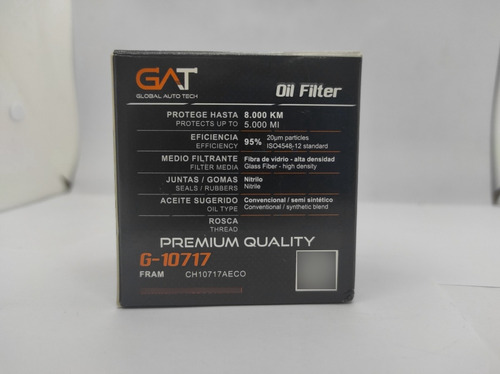 GAT
GLOBAL AUTO TECH
Oil Filter
PROTEGE HASTA 8.000 KM
PROTECTS UP TO 5.000 MI
EFICIENCIA
EFFICIENCY
95%
20µm particles
ISO4548-12 standard
MEDIO FILTRANTE Fibra de vidrio - alta densidad
FILTER MEDIA Glass Fiber - high density
JUNTAS / GOMAS Nitrilo
SEALS / RUBBERS Nitrile
ACEITE SUGERIDO Convencional / semi sintético
OIL TYPE Conventional / synthetic blend
ROSCA
THREAD
PREMIUM QUALITY
G-10717
FRAM CH10717AECO